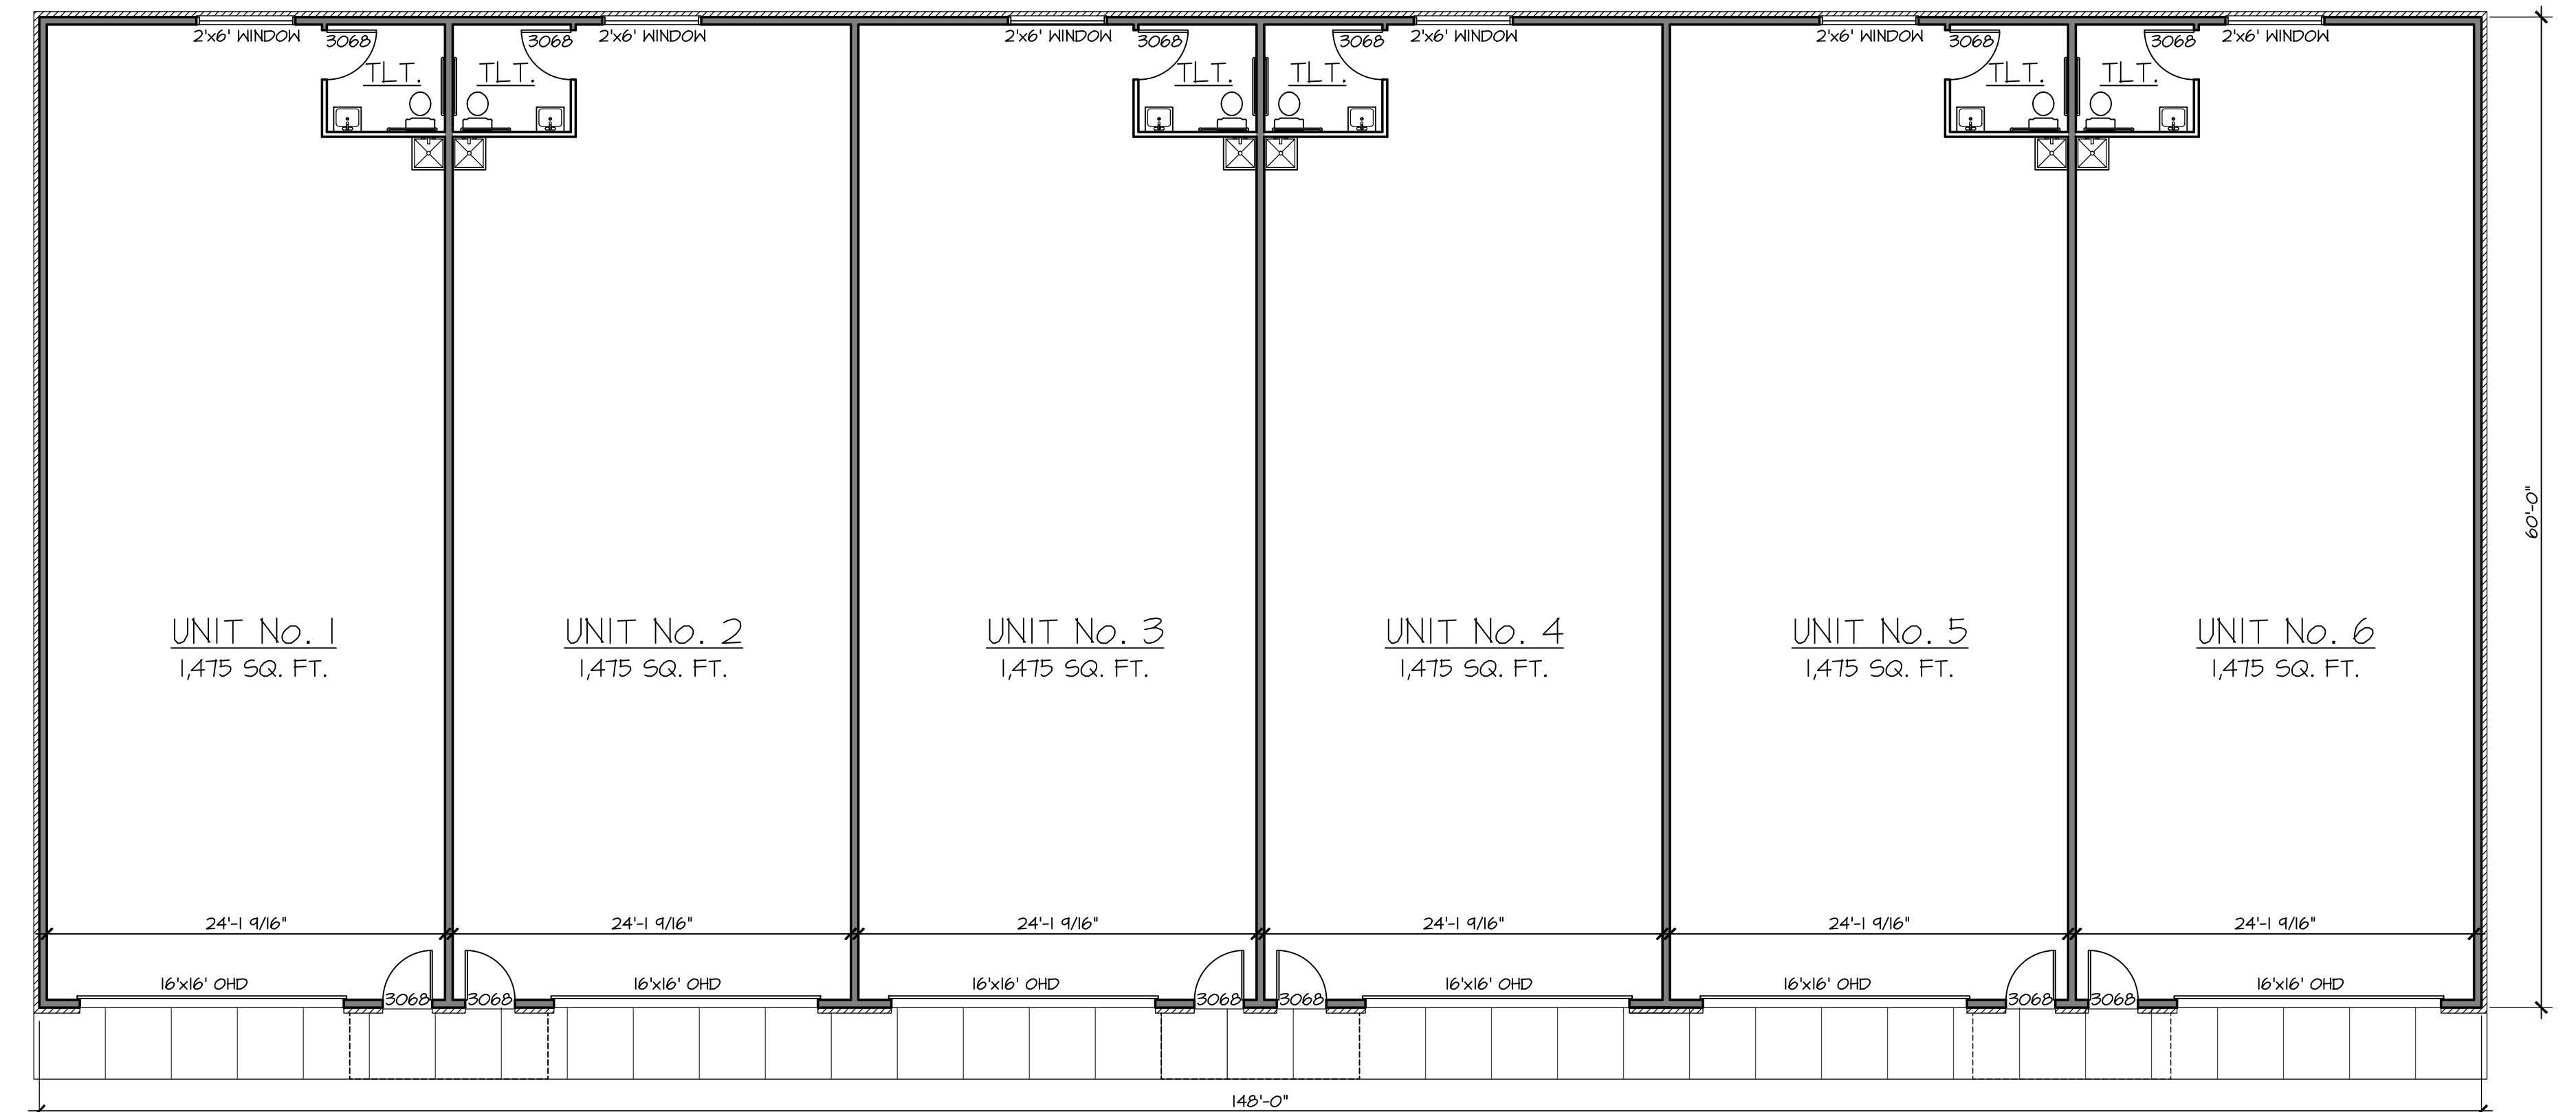 2'x6' WINDOW 3068 3068 2'x6' WINDOW 2'x6' WINDOW 3068 3068 2'x6' WINDOW 2'x6' WINDOW 3068 3068 2'x6' WINDOW
TLT. TLT. TLT. TLT. TLT. TLT.
60'-0"
UNIT No. 1 UNIT No. 2 UNIT No. 3 UNIT No. 4 UNIT No. 5 UNIT No. 6
1,475 SQ. FT. 1,475 SQ. FT. 1,475 SQ. FT. 1,475 SQ. FT. 1,475 SQ. FT. 1,475 SQ. FT.
24'-1 9/16" 24'-1 9/16" 24'-1 9/16" 24'-1 9/16" 24'-1 9/16" 24'-1 9/16"
16'x16' OHD 16'x16' OHD 16'x16' OHD 16'x16' OHD 16'x16' OHD 16'x16' OHD
3068 3068 3068 3068 3068 3068
148'-0"